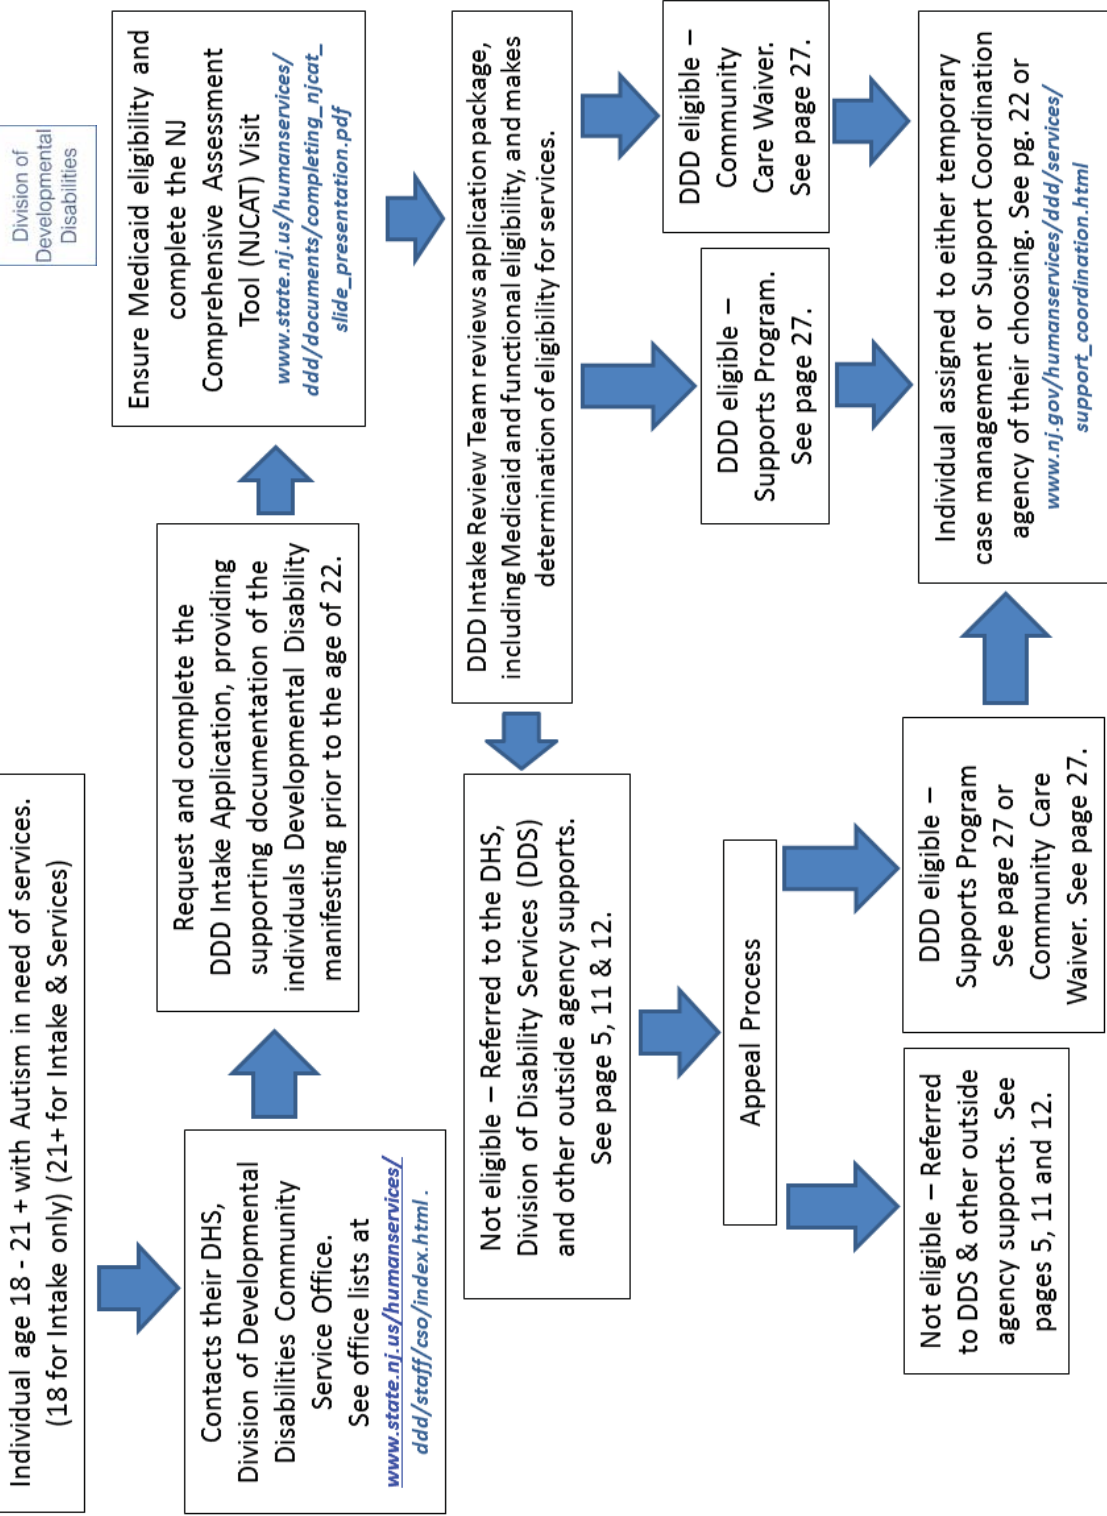 Division of
Developmental
Disabilities
Individual age 18 - 21 + with Autism in need of services.
(18 for Intake only) (21+ for Intake & Services)
Contacts their DHS,
Division of Developmental
Disabilities Community
Service Office.
See office lists at
www.state.nj.us/humanservices/
ddd/staff/cso/index.html .
Request and complete the
DDD Intake Application, providing
supporting documentation of the
individuals Developmental Disability
manifesting prior to the age of 22.
Ensure Medicaid eligibility and
complete the NJ
Comprehensive Assessment
Tool (NJCAT) Visit
www.state.nj.us/humanservices/
ddd/documents/completing_njcat_
slide_presentation.pdf
DDD Intake Review Team reviews application package,
including Medicaid and functional eligibility, and makes
determination of eligibility for services.
Not eligible – Referred to the DHS,
Division of Disability Services (DDS)
and other outside agency supports.
See page 5, 11 & 12.
DDD eligible –
Supports Program.
See page 27.
DDD eligible –
Community
Care Waiver.
See page 27.
Appeal Process
Not eligible – Referred
to DDS & other outside
agency supports. See
pages 5, 11 and 12.
DDD eligible –
Supports Program
See page 27 or
Community Care
Waiver. See page 27.
Individual assigned to either temporary
case management or Support Coordination
agency of their choosing. See pg. 22 or
www.nj.gov/humanservices/ddd/services/
support_coordination.html